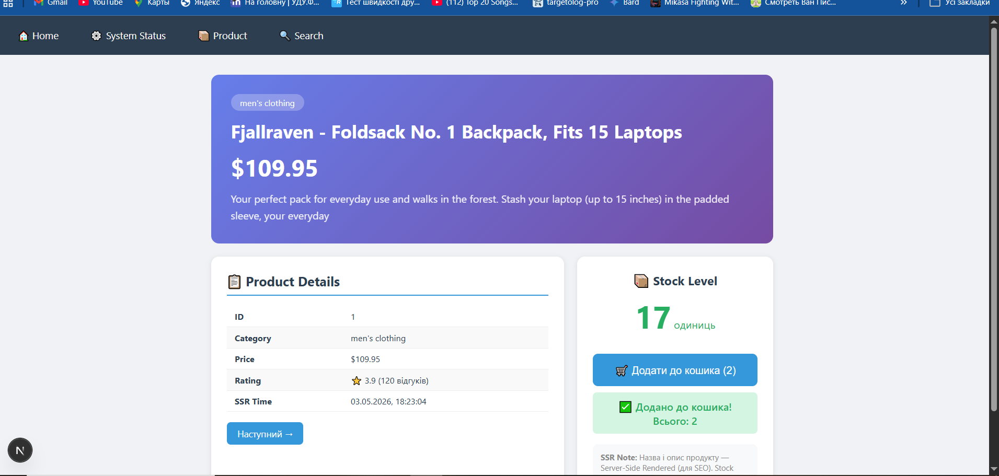 Gmail
YouTube
Карты
Яндекс
На головну | УДУ.Ф...
Тест швидкості дру...
(112) Top 20 Songs...
targetolog-pro
Bard
Mikasa Fighting Wit...
Смотреть Ван Пис...
»
Усі закладки
Home
System Status
Product
Search
men's clothing
Fjallraven - Foldsack No. 1 Backpack, Fits 15 Laptops
$109.95
Your perfect pack for everyday use and walks in the forest. Stash your laptop (up to 15 inches) in the padded
sleeve, your everyday
Product Details
ID 1
Category men's clothing
Price $109.95
Rating ⭐ 3.9 (120 відгуків)
SSR Time 03.05.2026, 18:23:04
Наступний →
Stock Level
17 одиниць
Додати до кошика (2)
✅ Додано до кошика!
Всього: 2
SSR Note: Назва і опис продукту —
Server-Side Rendered (для SEO). Stock
N